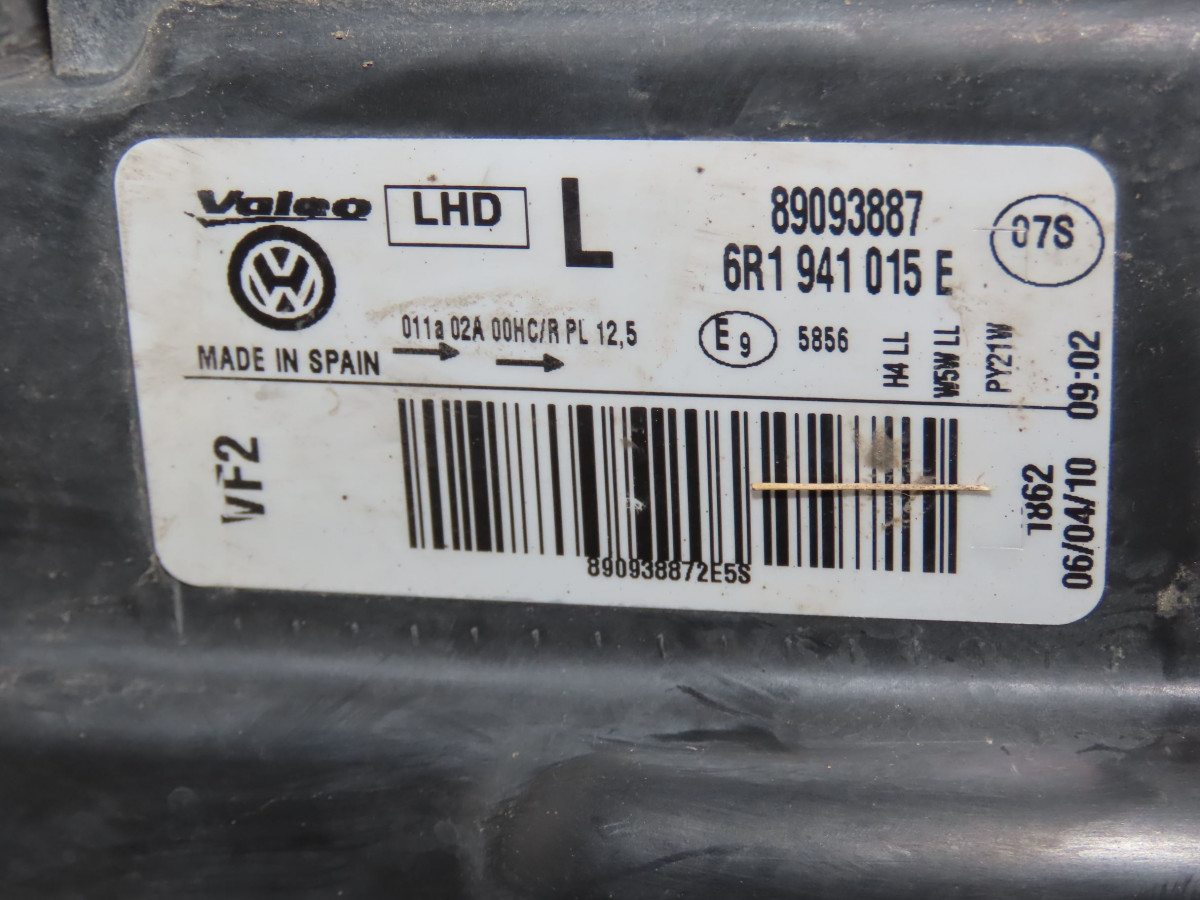 Valeo
LHD
L
89093887
6R1 941 015 E
07S
011a 02A 00HC/R PL 12,5
E9
5856
H4 LL
W5W LL
PY21W
MADE IN SPAIN
09:02
VF2
1862
06/04/10
890938872E5S